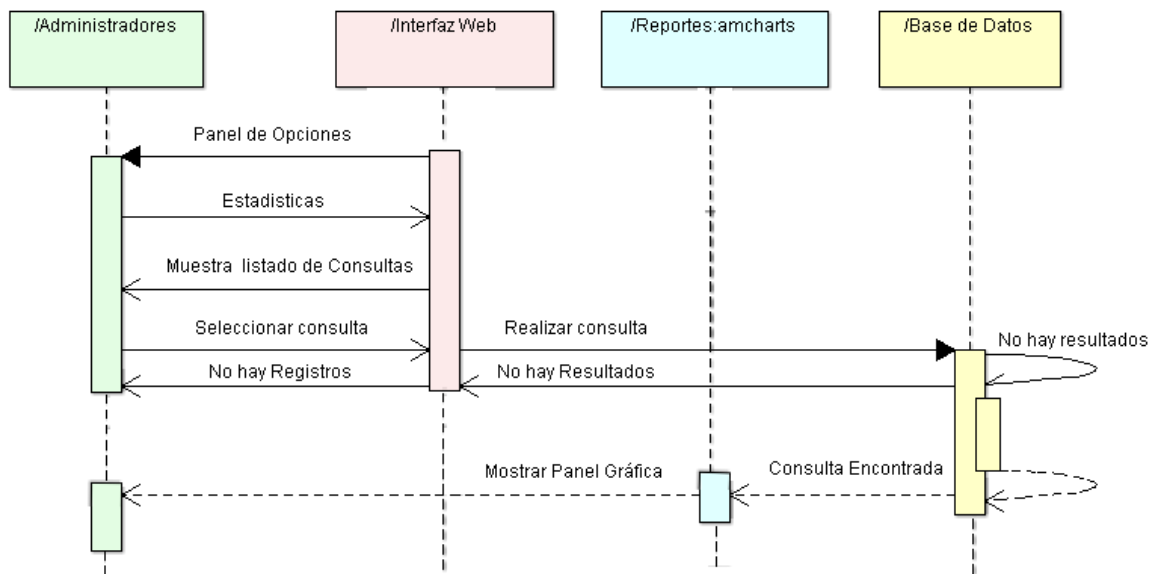 /Administradores
/Interfaz Web
/Reportes:amcharts
/Base de Datos
Panel de Opciones
Estadisticas
Muestra listado de Consultas
Seleccionar consulta
Realizar consulta
No hay resultados
No hay Registros
No hay Resultados
Mostrar Panel Gráfica
Consulta Encontrada